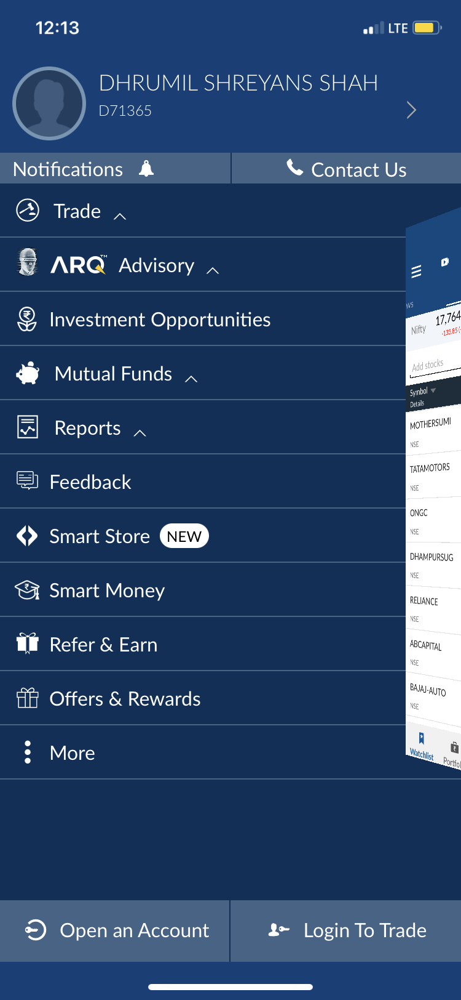 12:13
LTE
DHRUMIL SHREYANS SHAH
D71365
Notifications
Contact Us
Trade
ARQ™ Advisory
Investment Opportunities
Mutual Funds
Reports
Feedback
Smart Store NEW
Smart Money
Refer & Earn
Offers & Rewards
More
Nifty 17,764
-133.85 (-
Add stocks
Symbol
Details
MOTHERSUMI
NSE
TATAMOTORS
NSE
ONGC
NSE
DHAMPURSUG
NSE
RELIANCE
NSE
ABCAPITAL
NSE
BAJAJ-AUTO
NSE
Watchlist
Portfo
Open an Account
Login To Trade